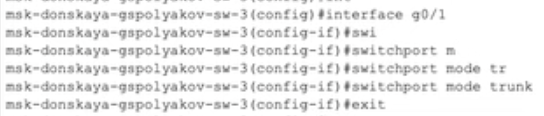 msk-donskaya-gspolyakov-sw-3(config)#interface g0/1
msk-donskaya-gspolyakov-sw-3(config-if)#swi
msk-donskaya-gspolyakov-sw-3(config-if)#switchport m
msk-donskaya-gspolyakov-sw-3(config-if)#switchport mode tr
msk-donskaya-gspolyakov-sw-3(config-if)#switchport mode trunk
msk-donskaya-gspolyakov-sw-3(config-if)#exit